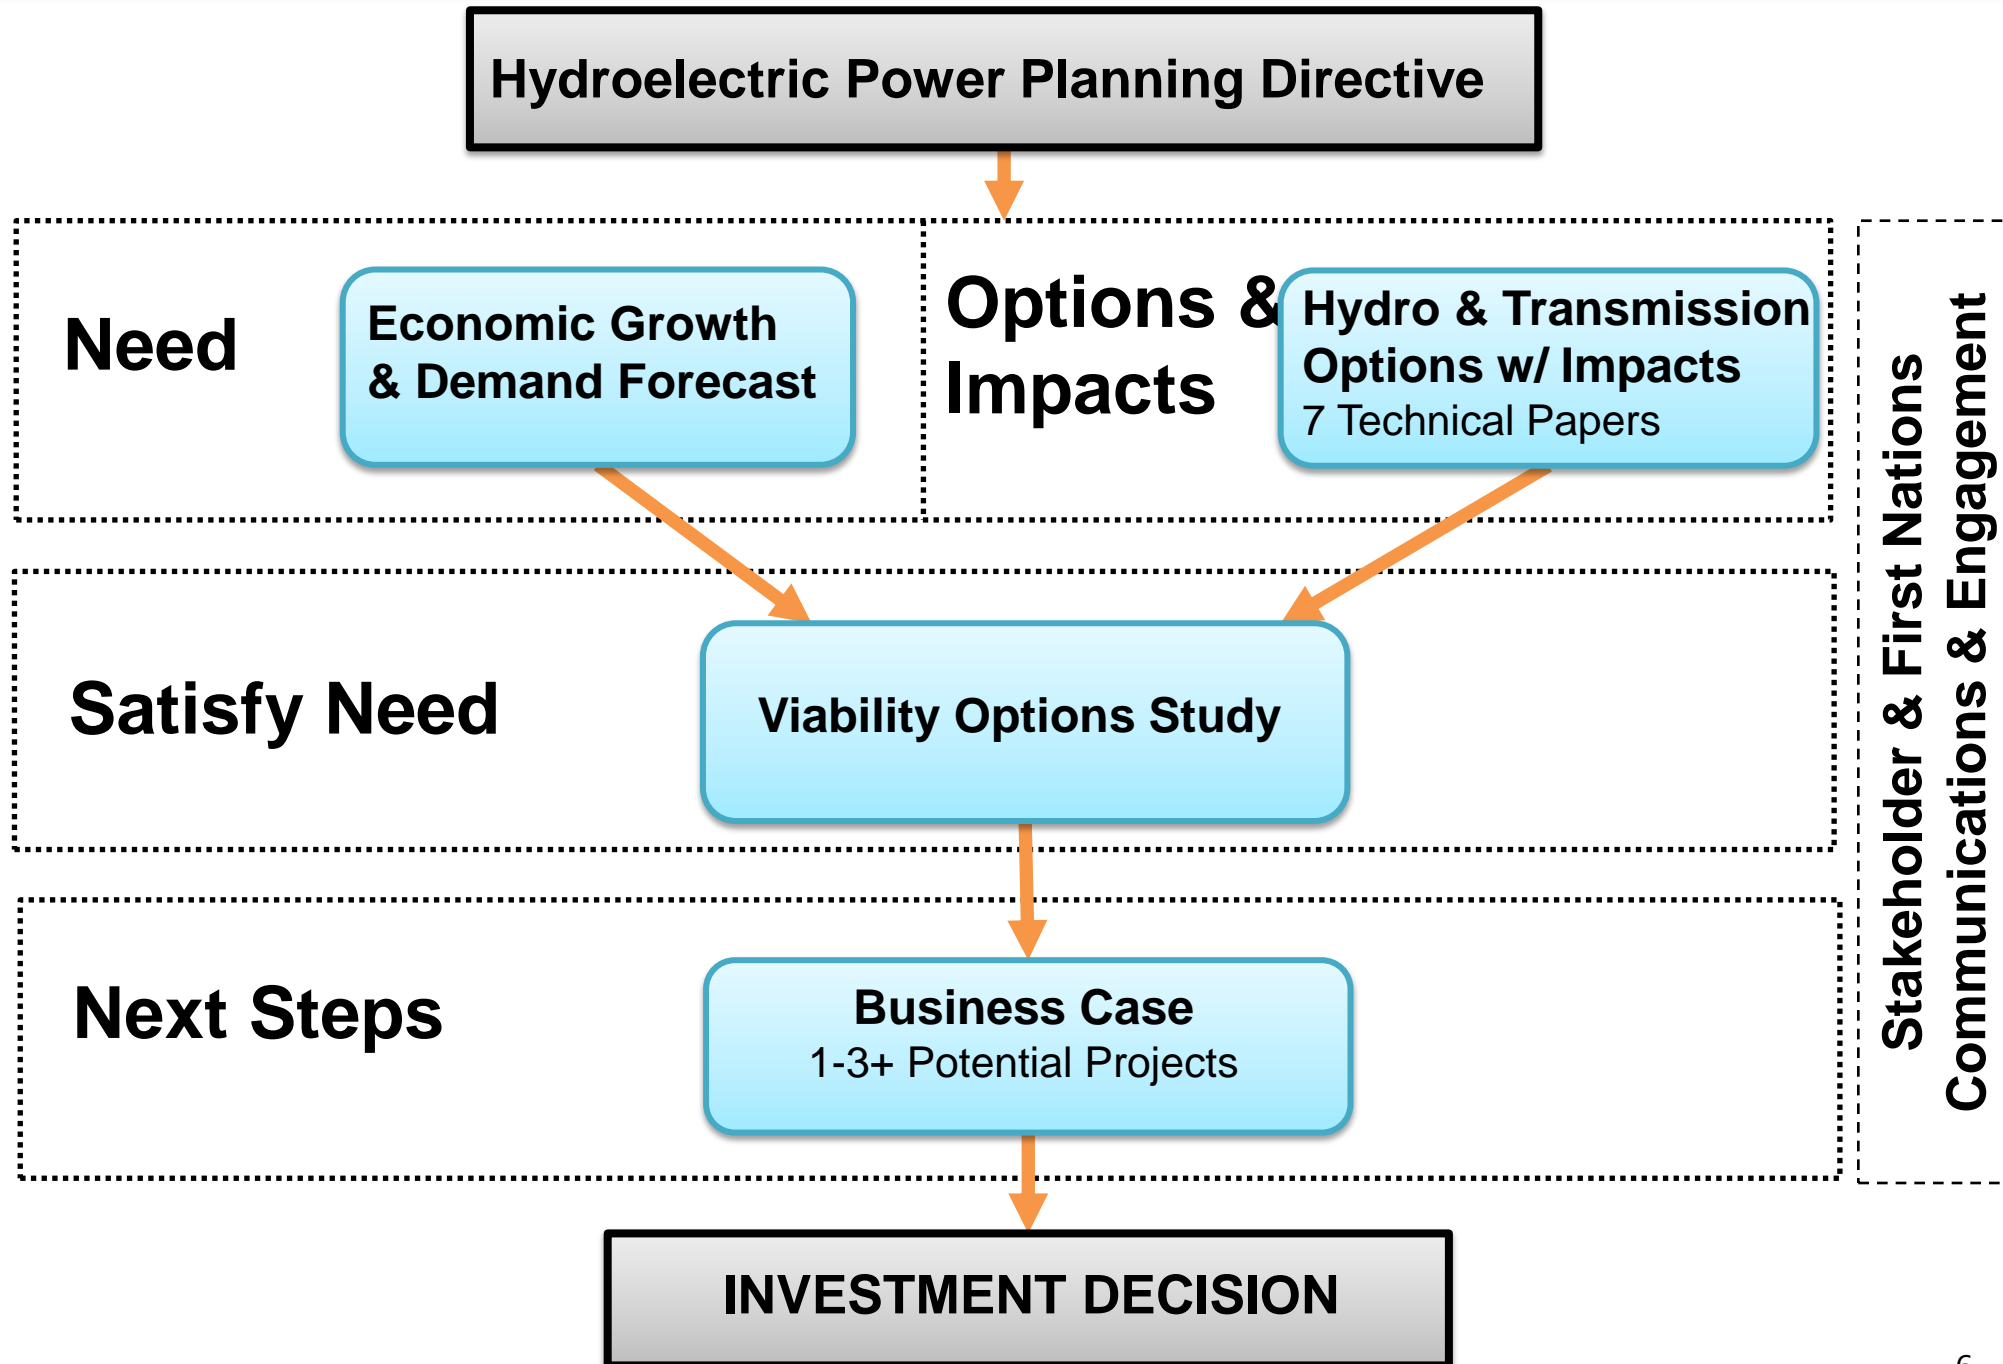 Hydroelectric Power Planning Directive
Need
Economic Growth
& Demand Forecast
Options &
Impacts
Hydro & Transmission
Options w/ Impacts
7 Technical Papers
Satisfy Need
Viability Options Study
Next Steps
Business Case
1-3+ Potential Projects
INVESTMENT DECISION
Stakeholder & First Nations
Communications & Engagement